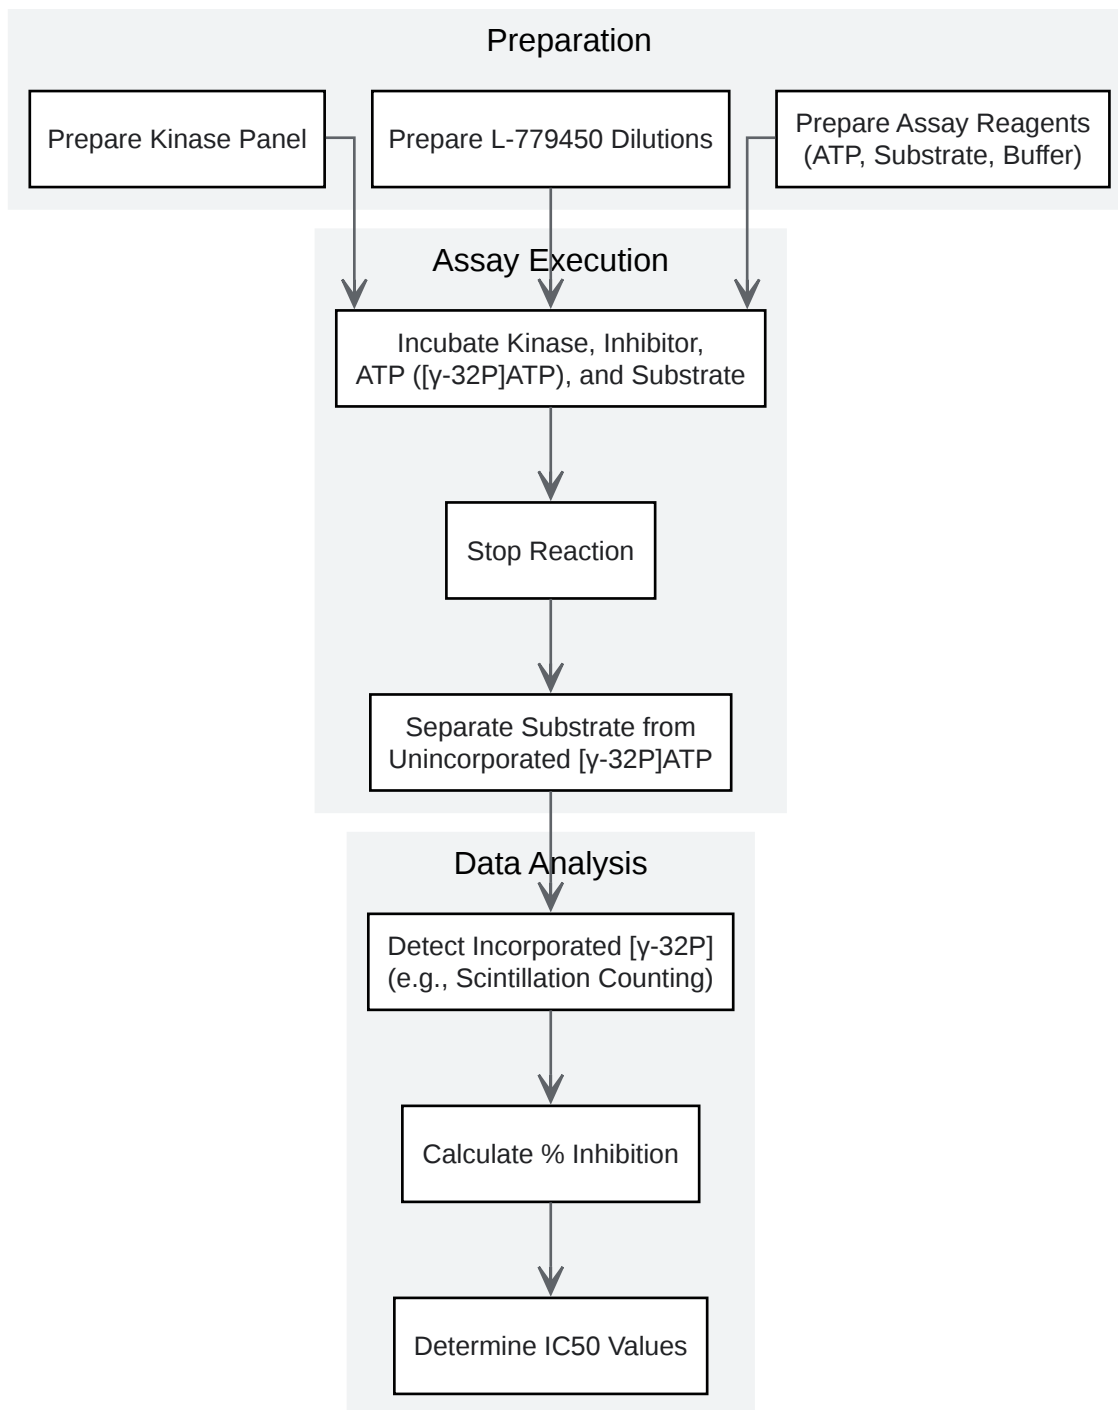 Preparation
Prepare Kinase Panel
Prepare L-779450 Dilutions
Prepare Assay Reagents
(ATP, Substrate, Buffer)
Assay Execution
Incubate Kinase, Inhibitor,
ATP ([γ-32P]ATP), and Substrate
Stop Reaction
Separate Substrate from
Unincorporated [γ-32P]ATP
Data Analysis
Detect Incorporated [γ-32P]
(e.g., Scintillation Counting)
Calculate % Inhibition
Determine IC50 Values